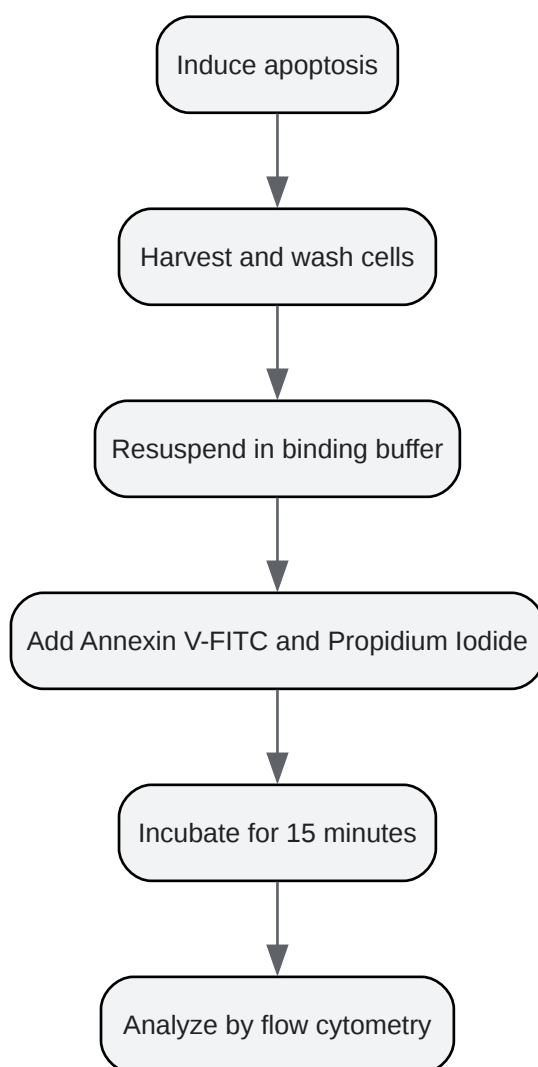 Induce apoptosis
Harvest and wash cells
Resuspend in binding buffer
Add Annexin V-FITC and Propidium Iodide
Incubate for 15 minutes
Analyze by flow cytometry